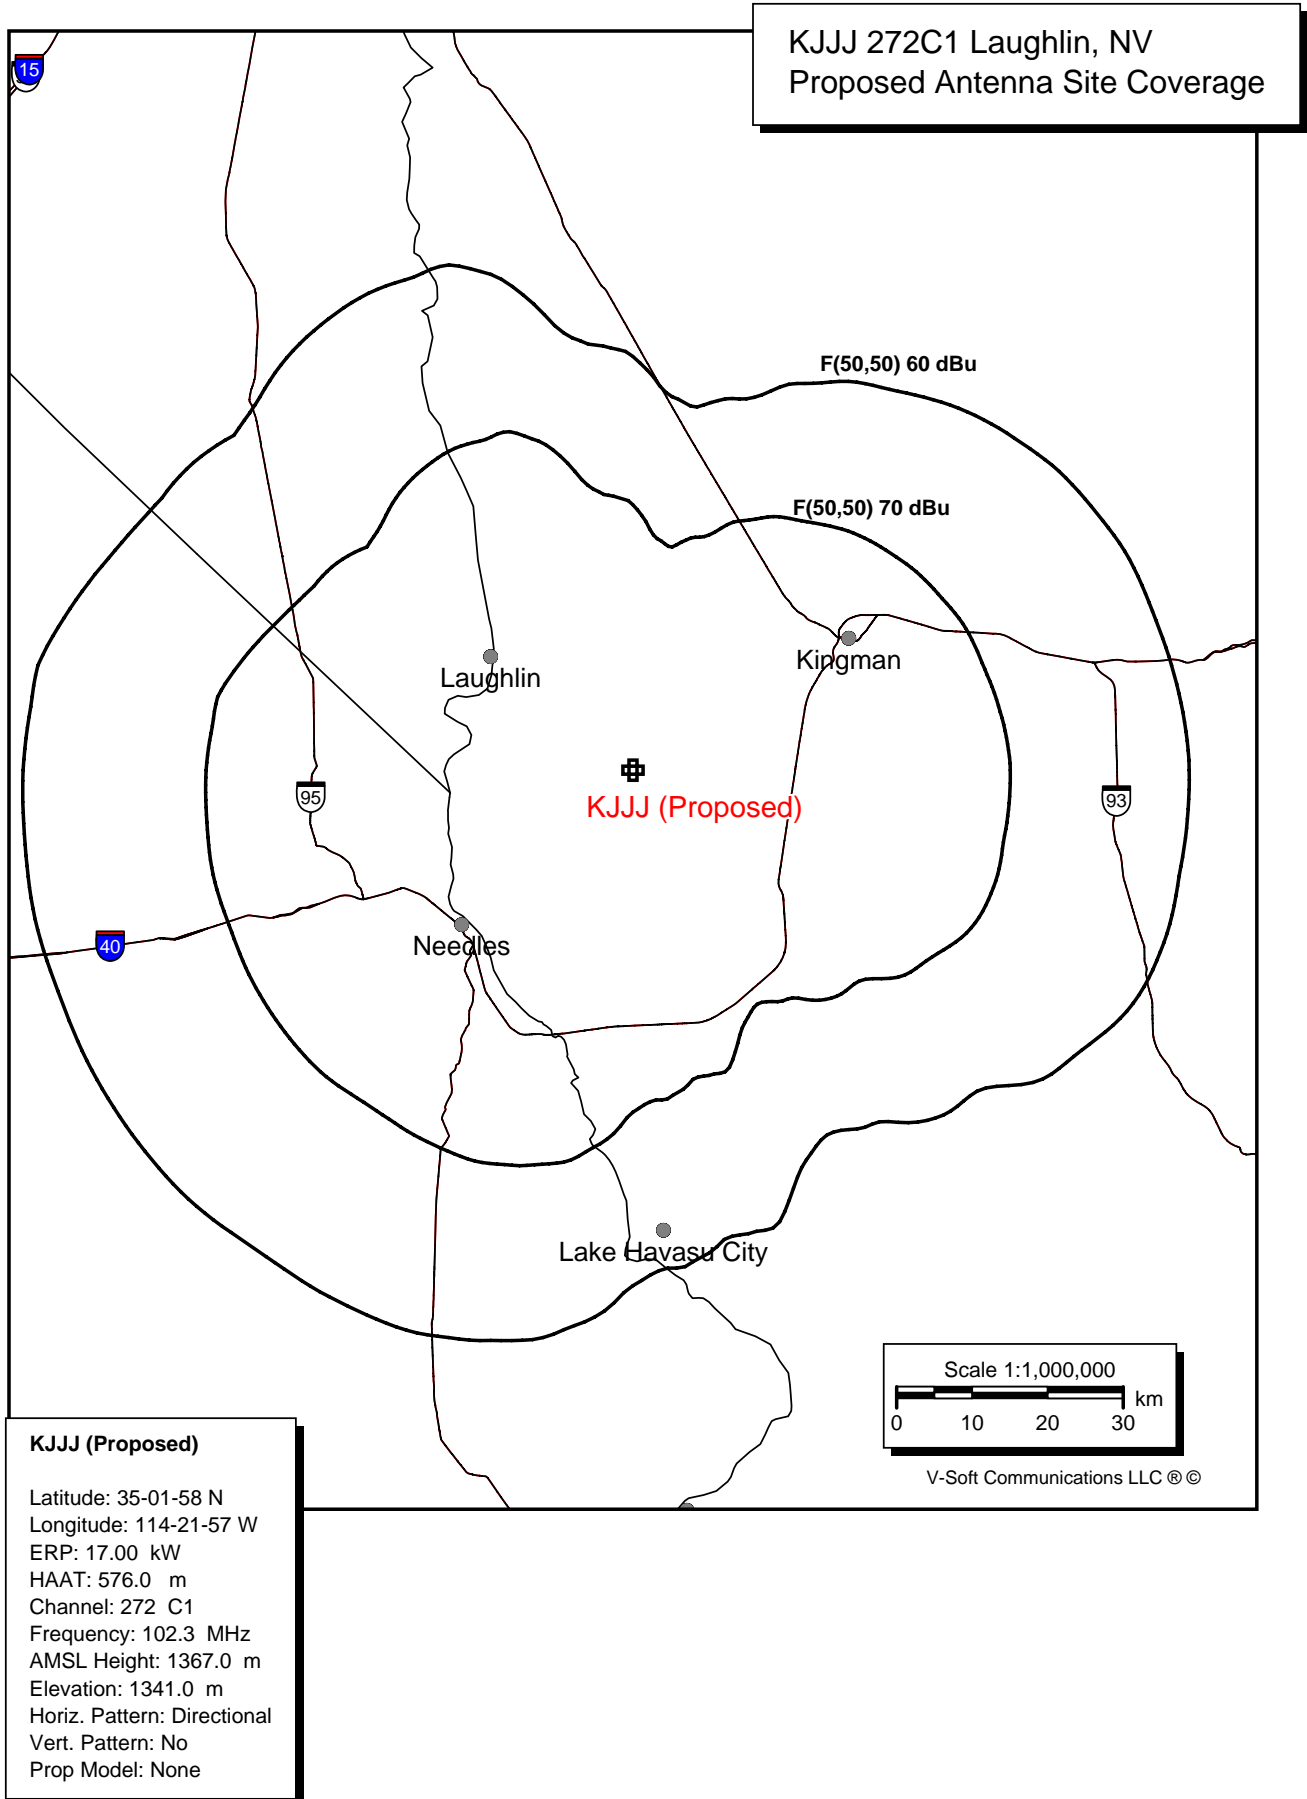 KJJJ 272C1 Laughlin, NV
Proposed Antenna Site Coverage
15
F(50,50) 60 dBu
F(50,50) 70 dBu
Kingman
Laughlin
KJJJ (Proposed)
95
93
40
Needles
Lake Havasu City
Scale 1:1,000,000
km
0 10 20 30
V-Soft Communications LLC ® ©
KJJJ (Proposed)
Latitude: 35-01-58 N
Longitude: 114-21-57 W
ERP: 17.00 kW
HAAT: 576.0 m
Channel: 272 C1
Frequency: 102.3 MHz
AMSL Height: 1367.0 m
Elevation: 1341.0 m
Horiz. Pattern: Directional
Vert. Pattern: No
Prop Model: None